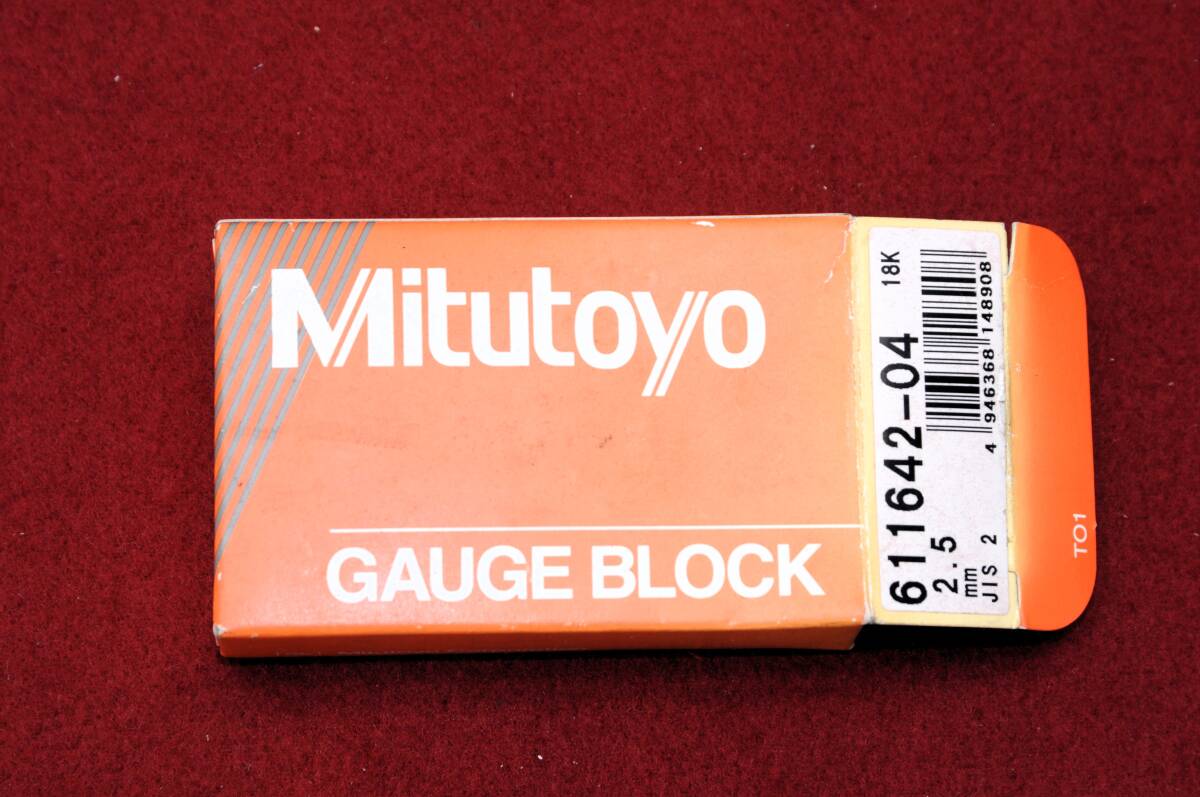 Mitutoyo
GAUGE BLOCK
18K
611642-04
2.5
mm
JIS 2
4 946368 148908
TO1